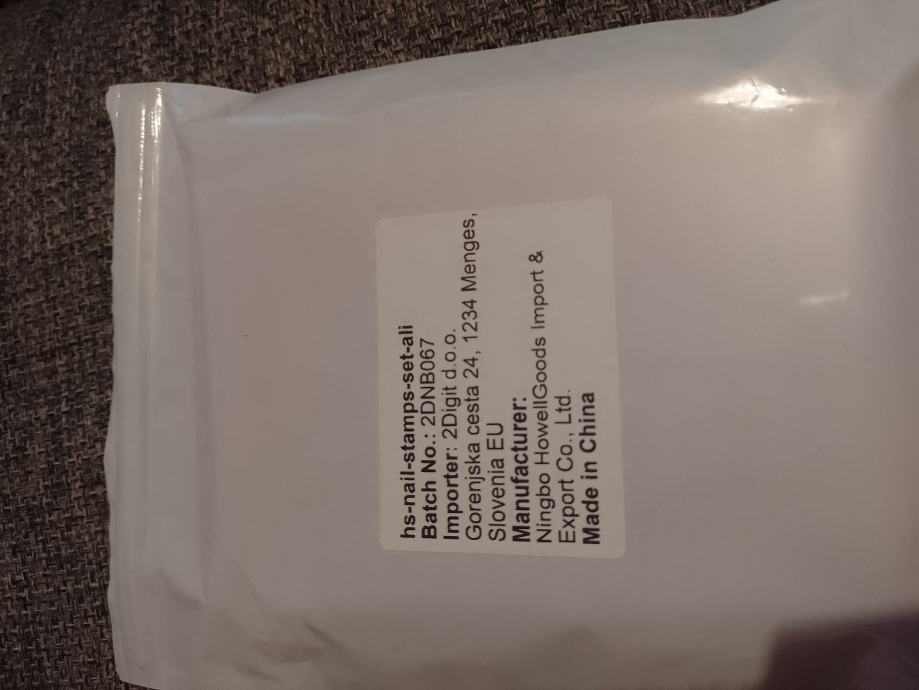 hs-nail-stamps-set-ali
Batch No.: 2DNB067
Importer: 2Digit d.o.o.
Gorenjska cesta 24, 1234 Menges,
Slovenia EU
Manufacturer:
Ningbo HowellGoods Import &
Export Co., Ltd.
Made in China